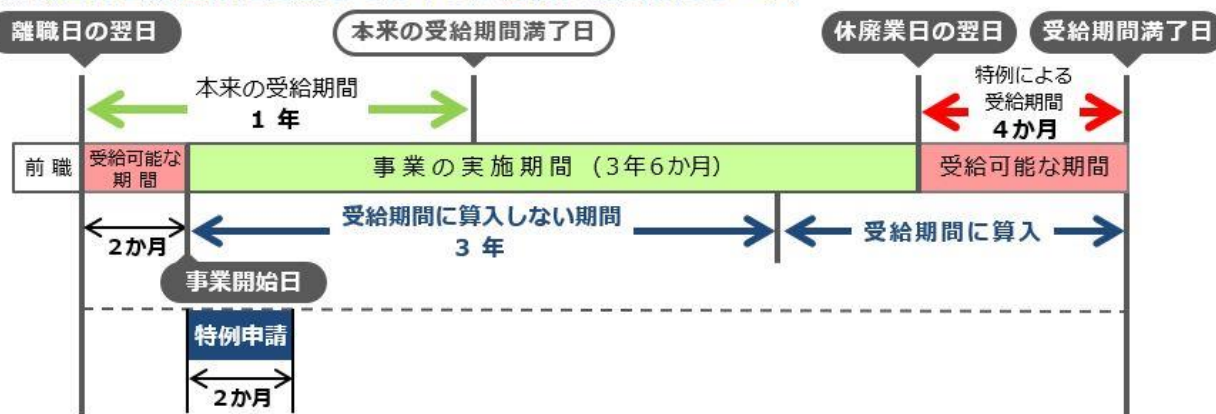 離職日の翌日
本来の受給期間満了日
休廃業日の翌日
受給期間満了日
本来の受給期間
1 年
特例による
受給期間
4か月
前職
受給可能な
期間
事業の実施期間（3年6か月）
受給可能な期間
2か月
受給期間に算入しない期間
3 年
受給期間に算入
事業開始日
特例申請
2か月